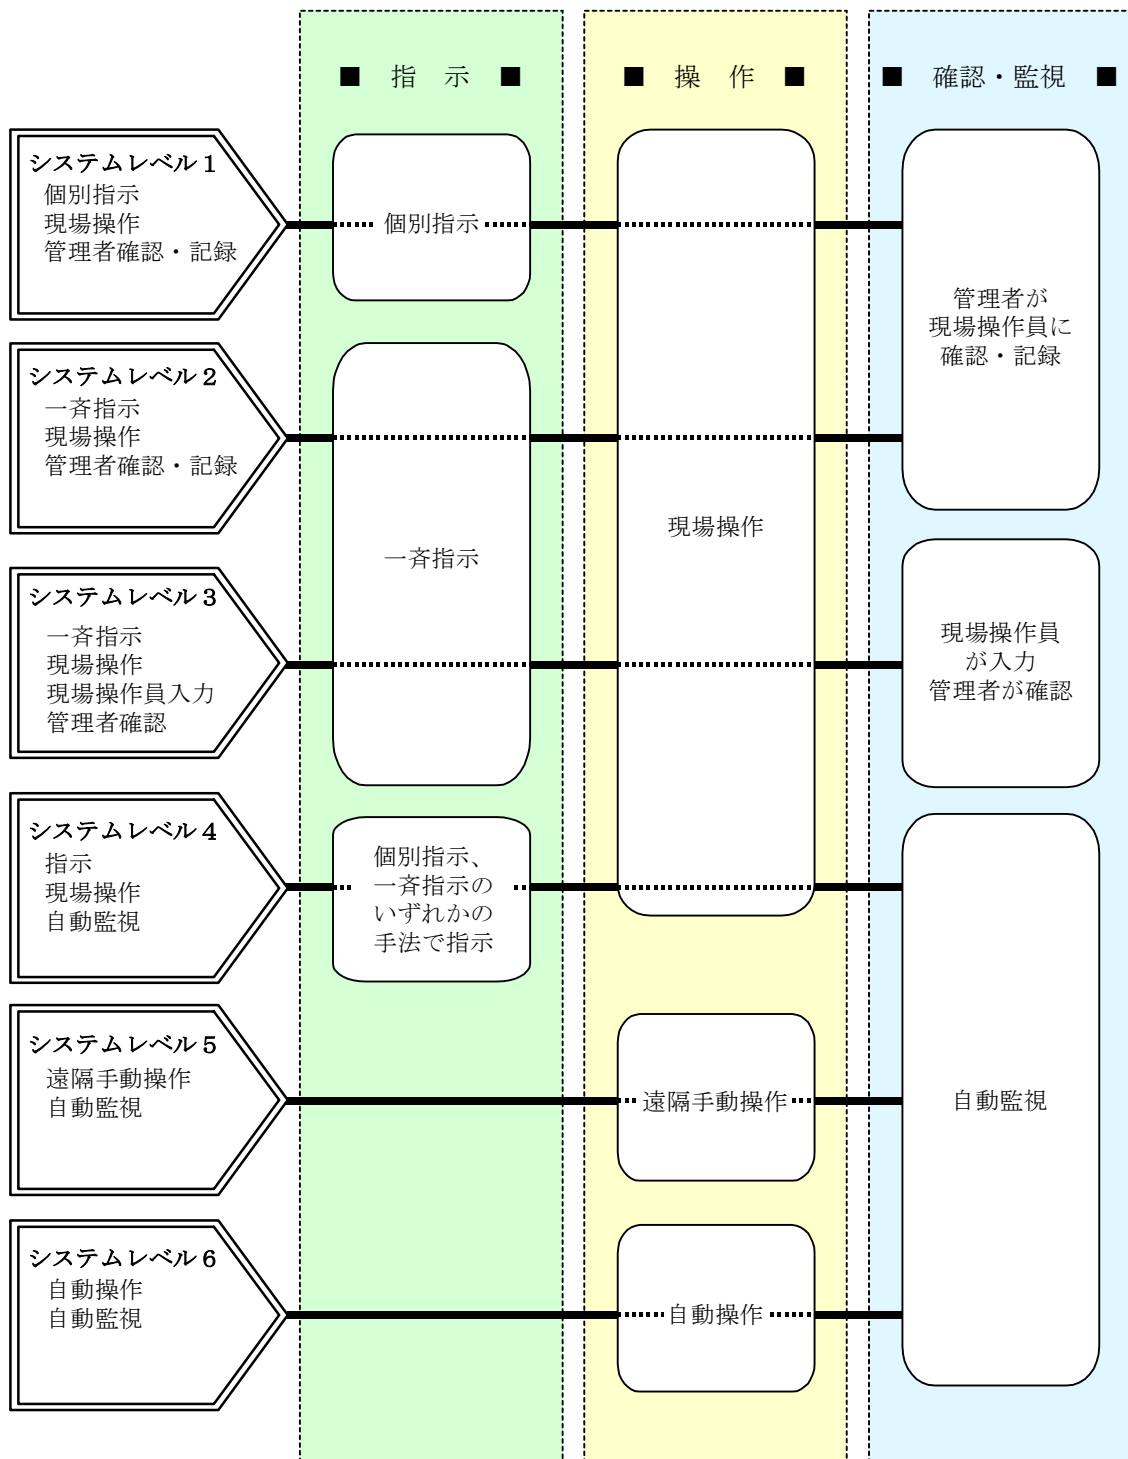 ■ 指 示 ■
■ 操 作 ■
■ 確認・監視 ■
システムレベル1
個別指示
現場操作
管理者確認・記録
個別指示
管理者が
現場操作員に
確認・記録
システムレベル2
一斉指示
現場操作
管理者確認・記録
一斉指示
現場操作
システムレベル3
一斉指示
現場操作
現場操作員入力
管理者確認
現場操作員
が入力
管理者が確認
システムレベル4
指示
現場操作
自動監視
個別指示、
一斉指示の
いずれかの
手法で指示
システムレベル5
遠隔手動操作
自動監視
遠隔手動操作
自動監視
システムレベル6
自動操作
自動監視
自動操作